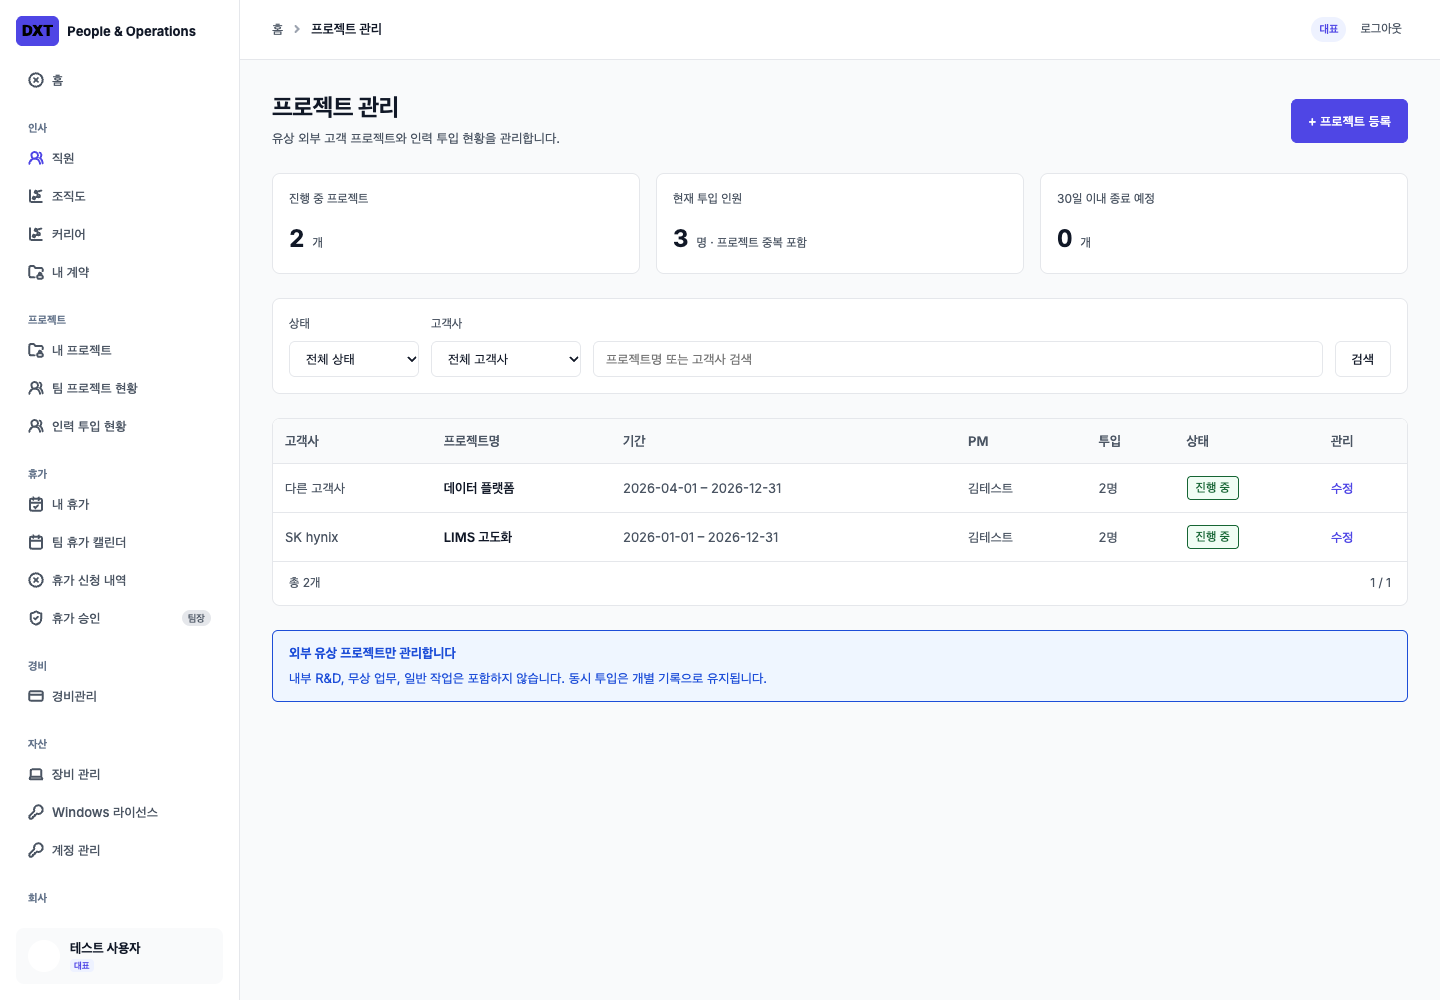 DXT People & Operations
홈
인사
직원
조직도
커리어
내 계약
프로젝트
내 프로젝트
팀 프로젝트 현황
인력 투입 현황
휴가
내 휴가
팀 휴가 캘린더
휴가 신청 내역
휴가 승인 팀장
경비
경비관리
자산
장비 관리
Windows 라이선스
계정 관리
회사
테스트 사용자
대표
홈 > 프로젝트 관리
대표 로그아웃
프로젝트 관리
유상 외부 고객 프로젝트와 인력 투입 현황을 관리합니다.
+ 프로젝트 등록
진행 중 프로젝트
2 개
현재 투입 인원
3 명 · 프로젝트 중복 포함
30일 이내 종료 예정
0 개
상태 고객사
전체 상태 전체 고객사 프로젝트명 또는 고객사 검색 검색
고객사 프로젝트명 기간 PM 투입 상태 관리
다른 고객사 데이터 플랫폼 2026-04-01 – 2026-12-31 김테스트 2명 진행 중 수정
SK hynix LIMS 고도화 2026-01-01 – 2026-12-31 김테스트 2명 진행 중 수정
총 2개 1 / 1
외부 유상 프로젝트만 관리합니다
내부 R&D, 무상 업무, 일반 작업은 포함하지 않습니다. 동시 투입은 개별 기록으로 유지됩니다.